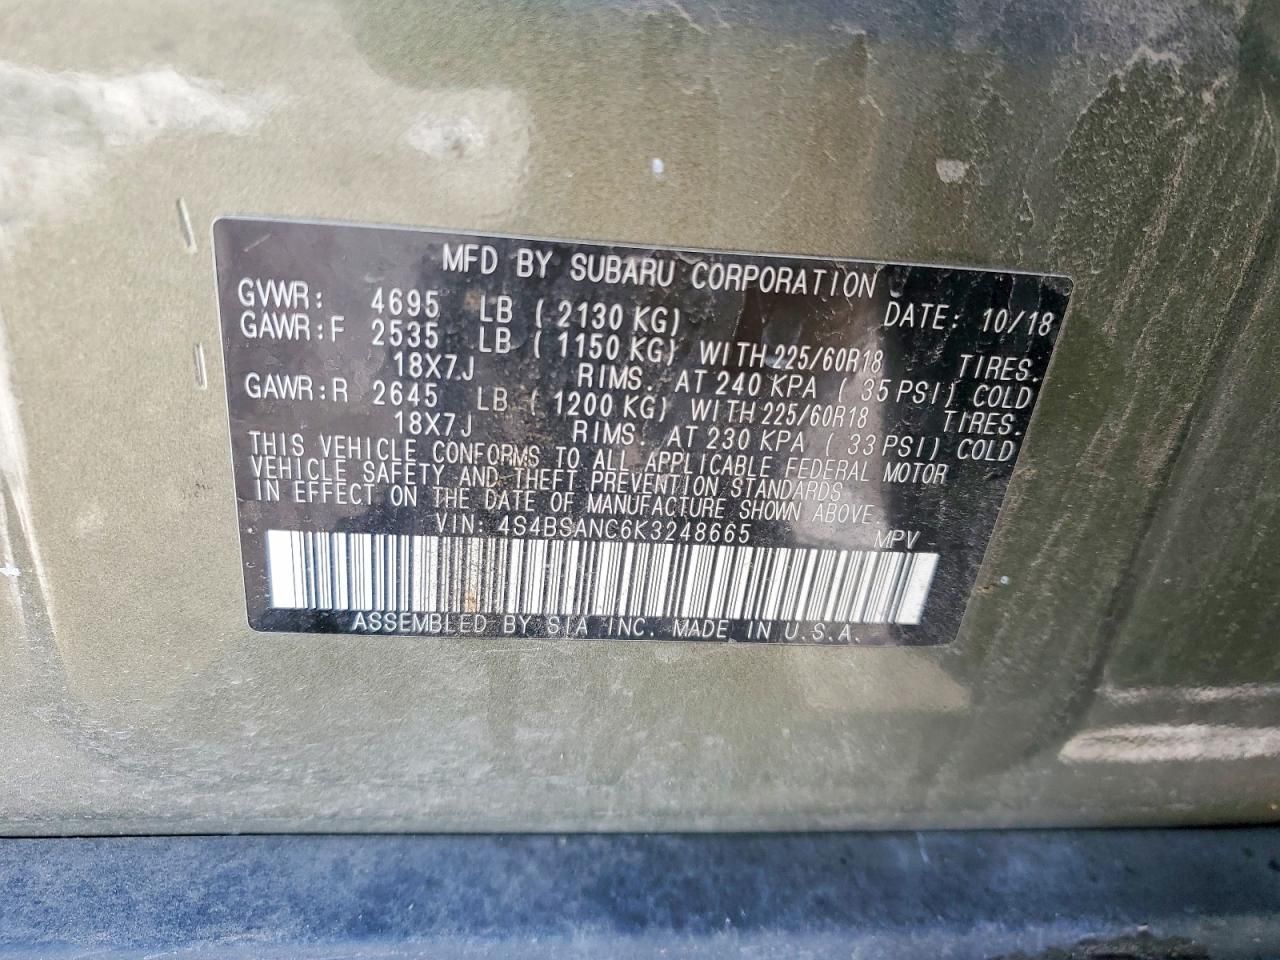 MFD BY SUBARU CORPORATION
GVWR: 4695 LB ( 2130 KG) DATE: 10/18
GAWR:F 2535 LB ( 1150 KG) WITH 225/60R18 TIRES.
18X7J RIMS. AT 240 KPA ( 35 PSI) COLD
GAWR:R 2645 LB ( 1200 KG) WITH 225/60R18 TIRES.
18X7J RIMS. AT 230 KPA ( 33 PSI) COLD
THIS VEHICLE CONFORMS TO ALL APPLICABLE FEDERAL MOTOR
VEHICLE SAFETY AND THEFT PREVENTION STANDARDS
IN EFFECT ON THE DATE OF MANUFACTURE SHOWN ABOVE.
VIN: 4S4BSANC6K3248665 MPV
ASSEMBLED BY SIA INC. MADE IN U.S.A.